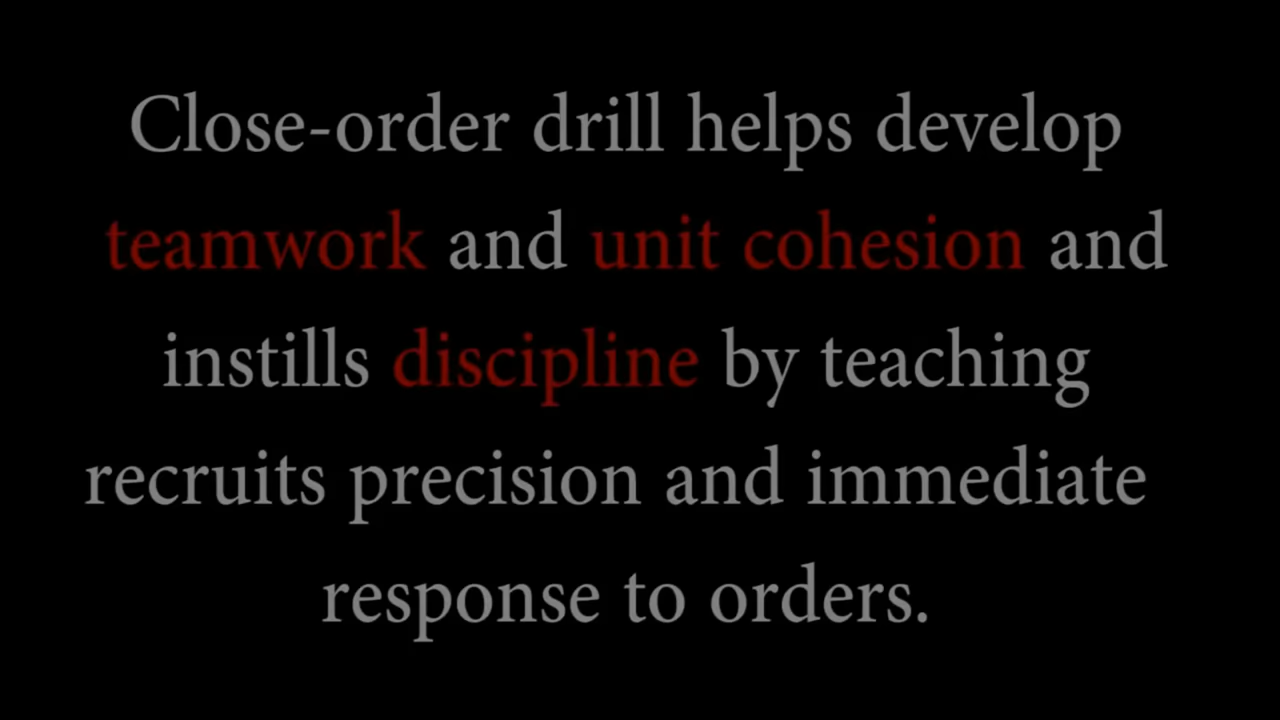 Close-order drill helps develop
teamwork and unit cohesion and
instills discipline by teaching
recruits precision and immediate
response to orders.